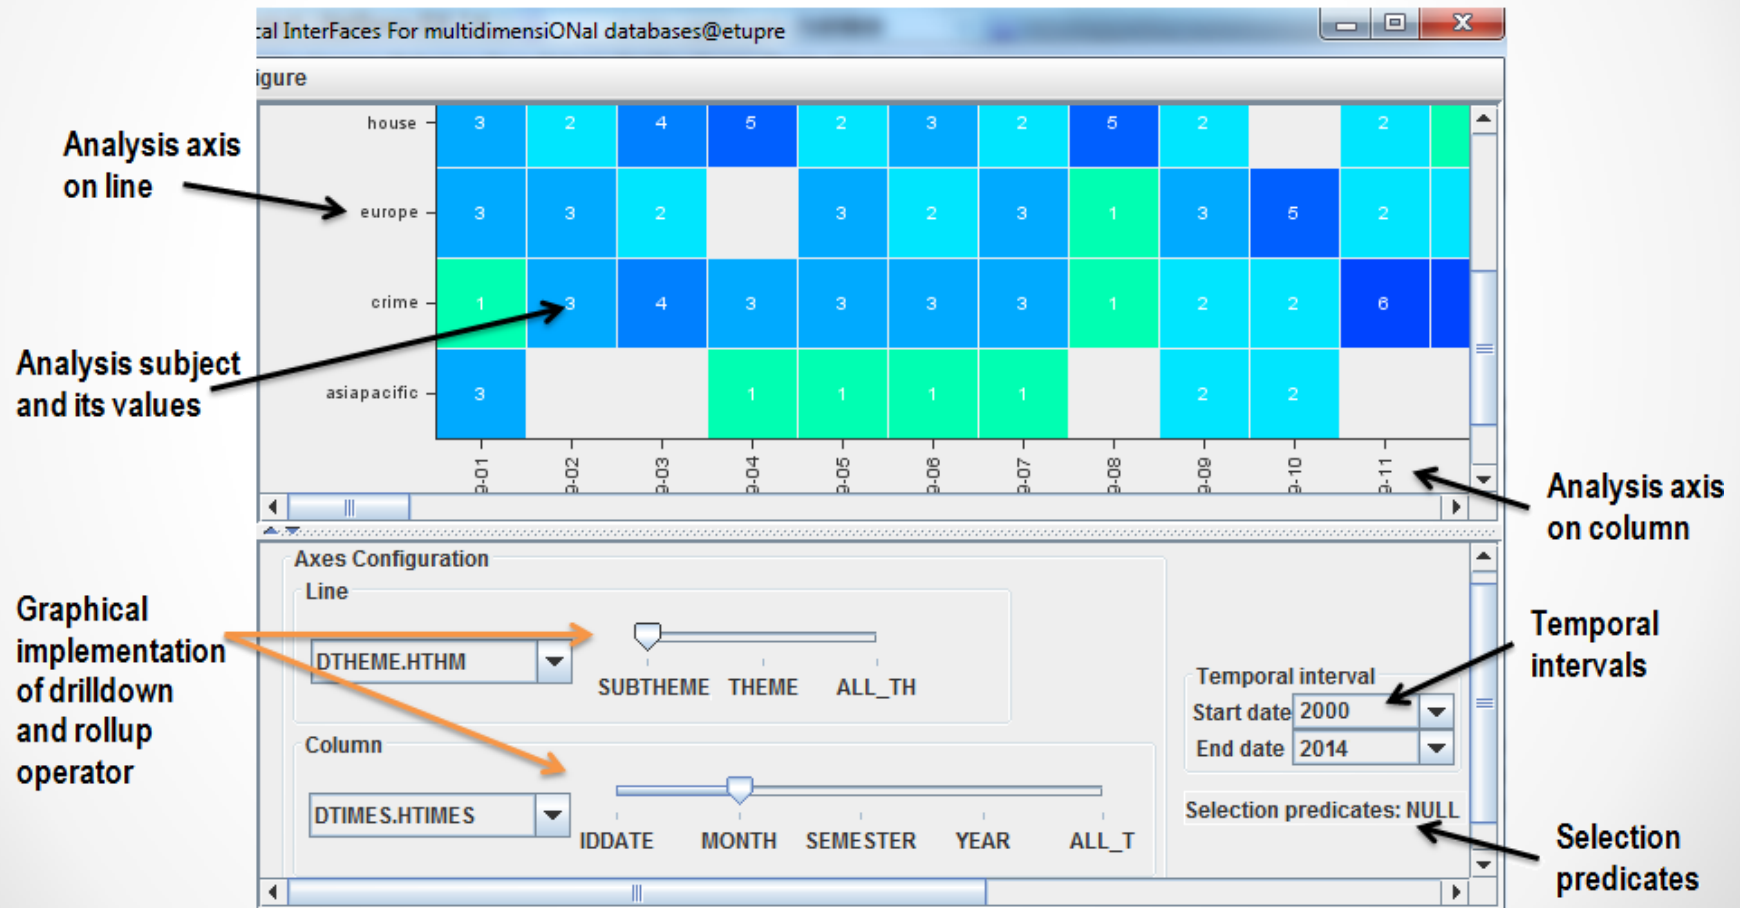 cal InterFaces For multidimensiONal databases@etupre
igure
Analysis axis
on line
Analysis subject
and its values
Graphical
implementation
of drilldown
and rollup
operator
house 3 2 4 5 2 3 2 5 2 2
europe 3 3 2 3 2 3 1 3 5 2
crime 1 3 4 3 3 3 3 1 2 2 6
asiapacific 3 1 1 1 1 2 2
9-01 9-02 9-03 9-04 9-05 9-06 9-07 9-08 9-09 9-10 9-11
Analysis axis
on column
Axes Configuration
Line
DTHEME.HTHM
SUBTHEME THEME ALL_TH
Column
DTIMES.HTIMES
IDDATE MONTH SEMESTER YEAR ALL_T
Temporal interval
Start date 2000
End date 2014
Selection predicates: NULL
Temporal
intervals
Selection
predicates